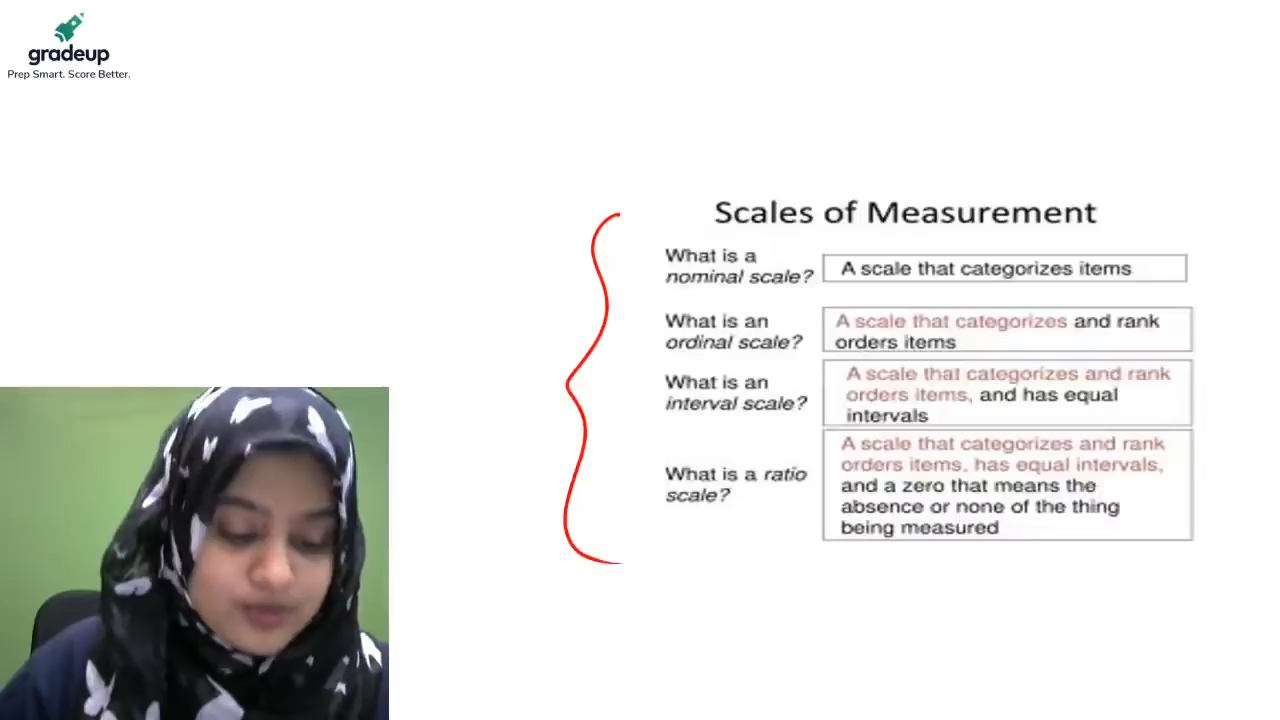 gradeup
Prep Smart. Score Better.
Scales of Measurement
What is a
nominal scale?
A scale that categorizes items
What is an
ordinal scale?
A scale that categorizes and rank
orders items
What is an
interval scale?
A scale that categorizes and rank
orders items, and has equal
intervals
What is a ratio
scale?
A scale that categorizes and rank
orders items, has equal intervals,
and a zero that means the
absence or none of the thing
being measured